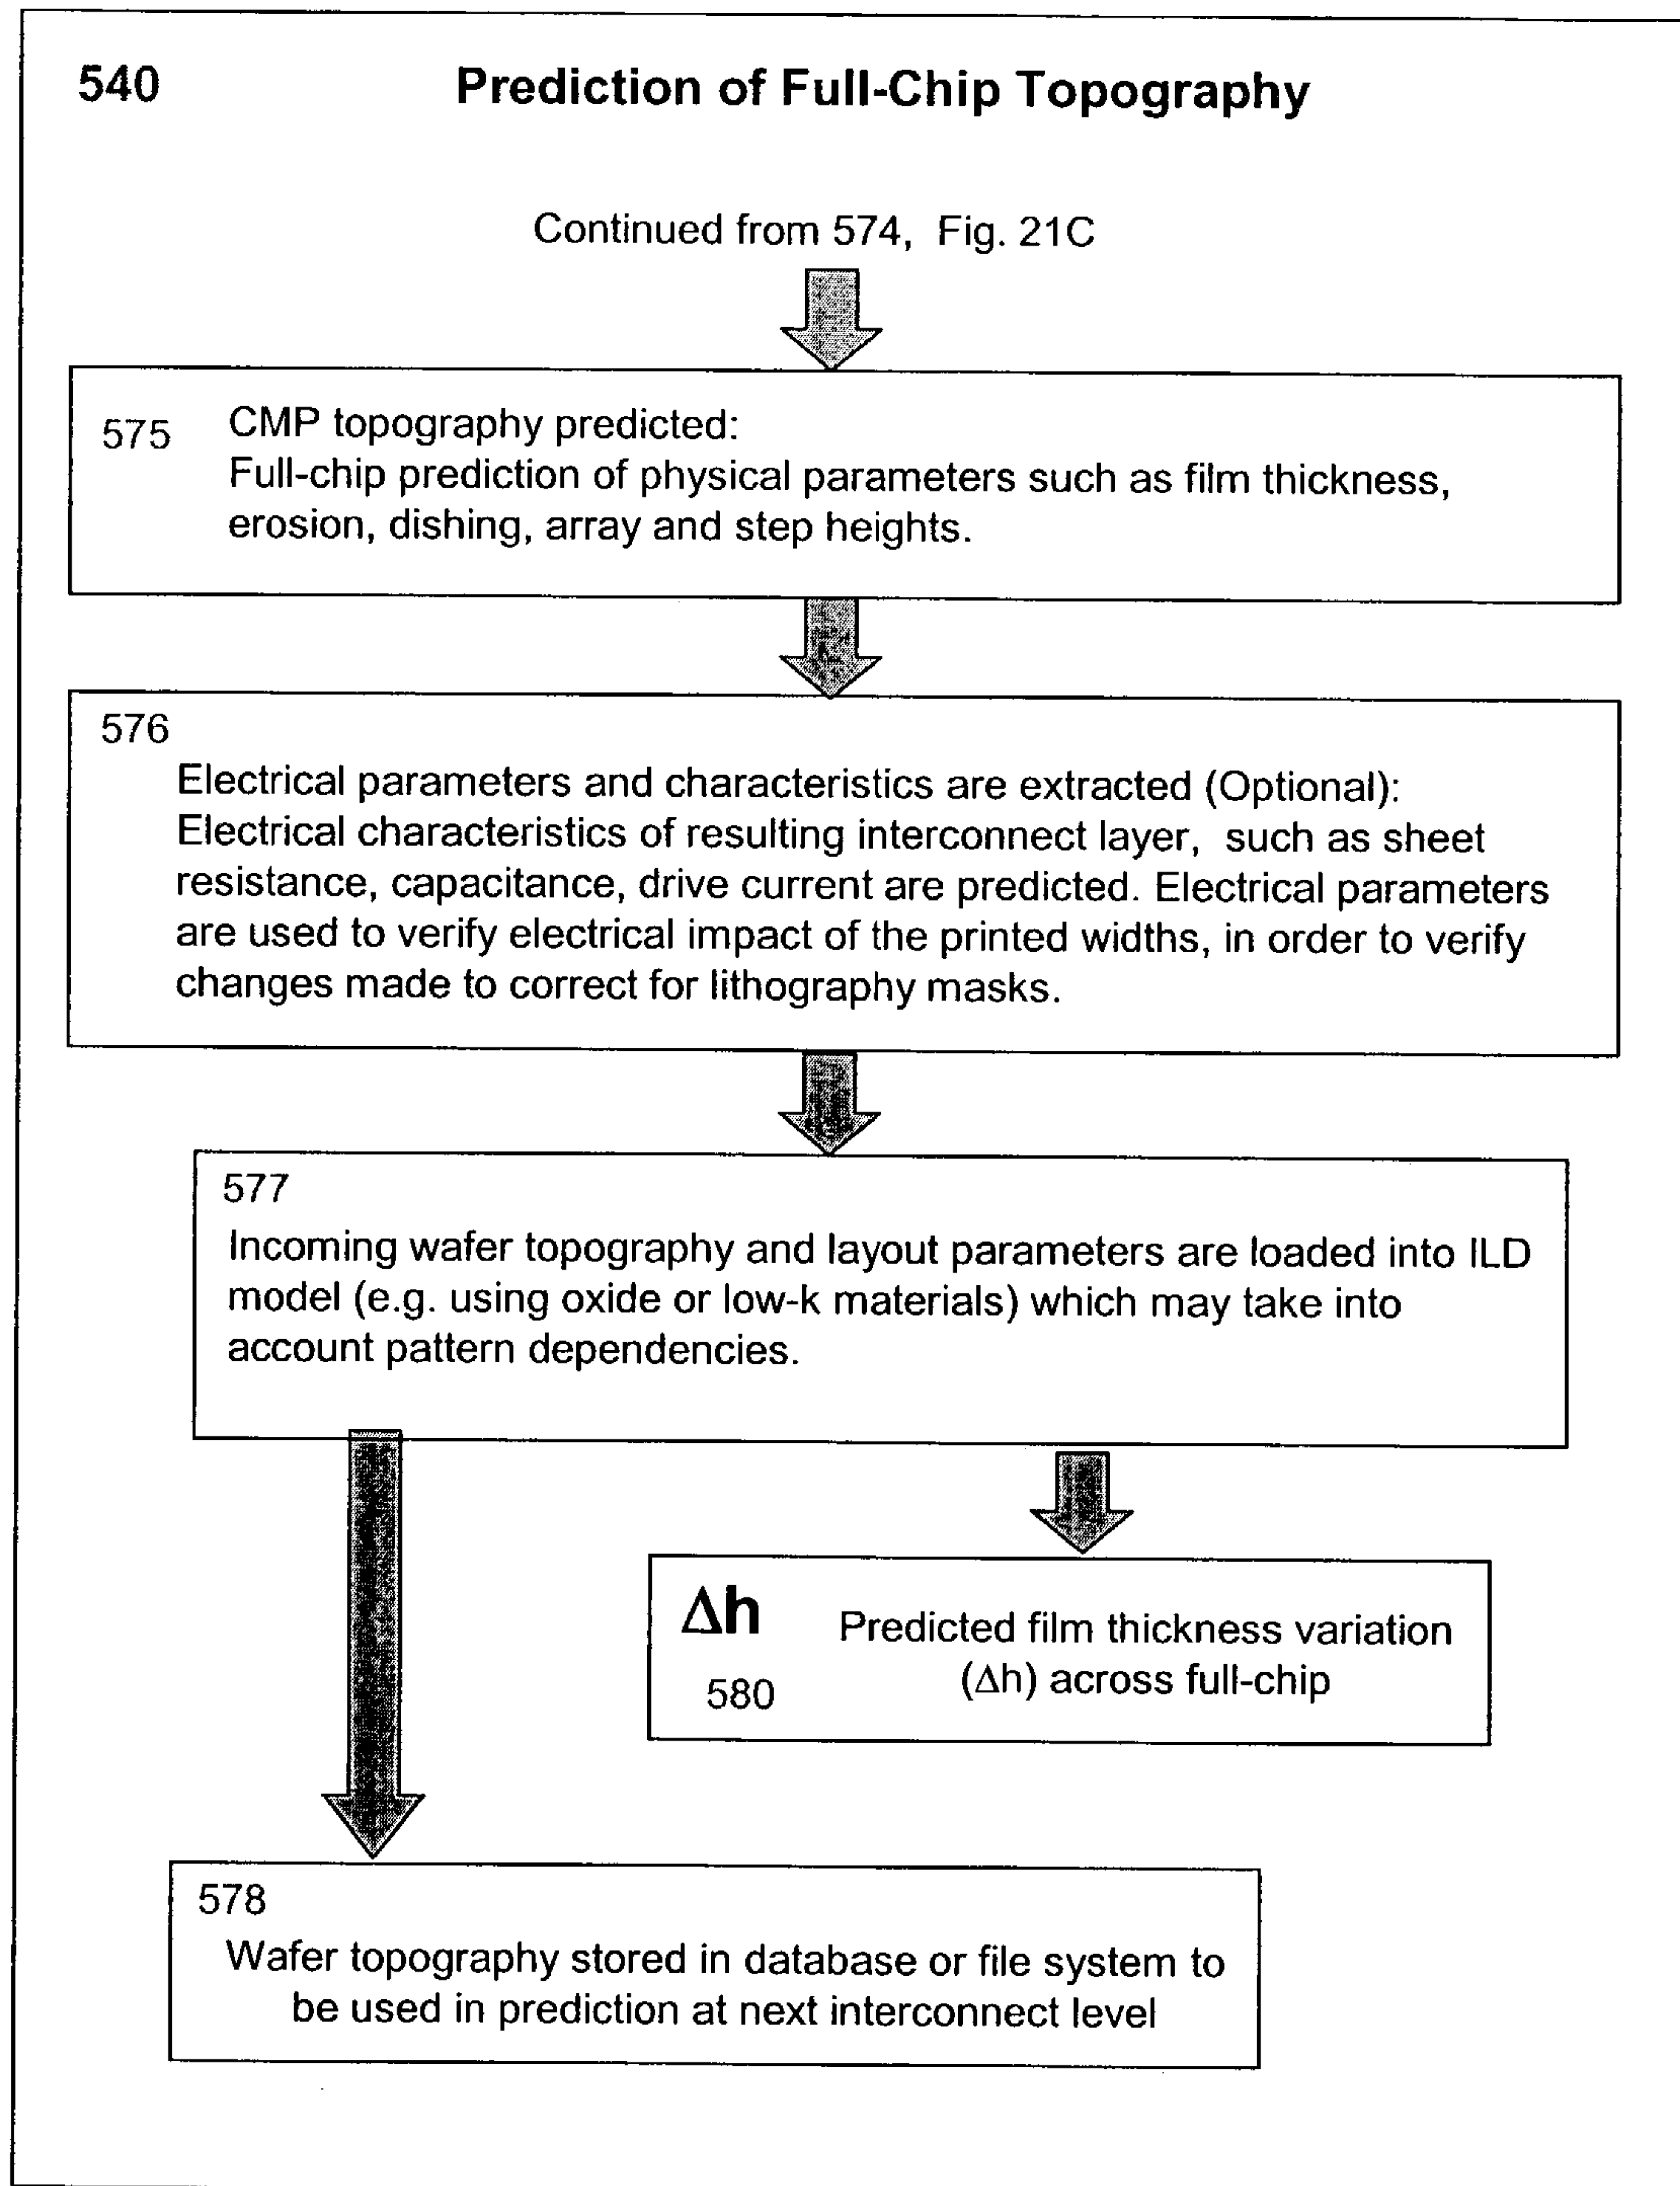 540 Prediction of Full-Chip Topography
Continued from 574, Fig. 21C
575 CMP topography predicted:
Full-chip prediction of physical parameters such as film thickness,
erosion, dishing, array and step heights.
576
Electrical parameters and characteristics are extracted (Optional):
Electrical characteristics of resulting interconnect layer, such as sheet
resistance, capacitance, drive current are predicted. Electrical parameters
are used to verify electrical impact of the printed widths, in order to verify
changes made to correct for lithography masks.
577
Incoming wafer topography and layout parameters are loaded into ILD
model (e.g. using oxide or low-k materials) which may take into
account pattern dependencies.
Δh Predicted film thickness variation
580 (Δh) across full-chip
578
Wafer topography stored in database or file system to
be used in prediction at next interconnect level